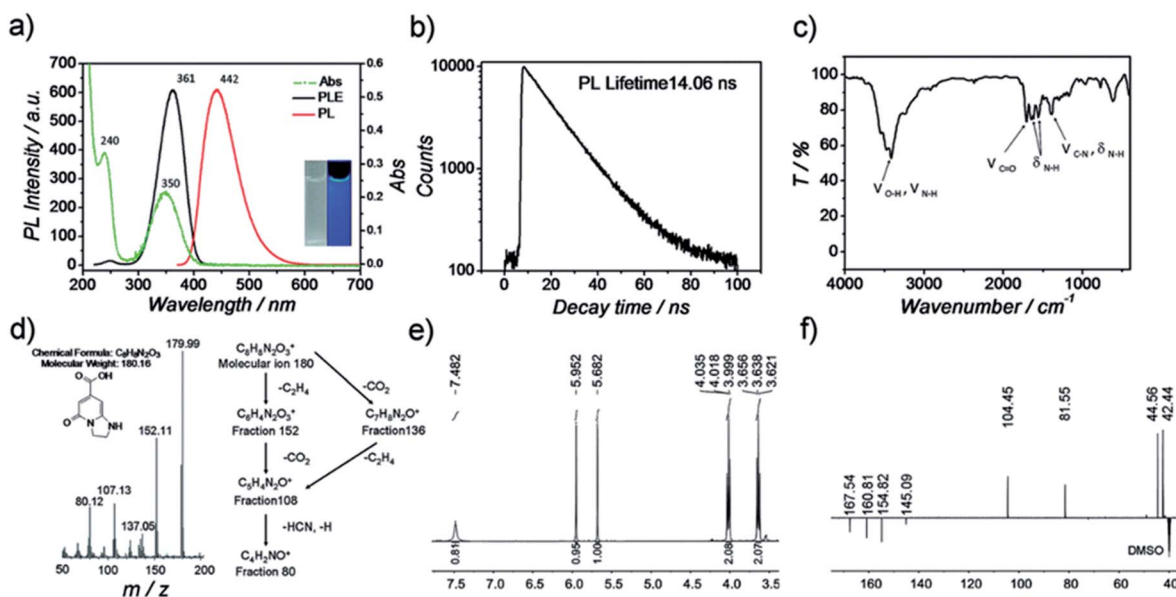 a)
PL Intensity / a.u.
700
600
500
400
300
200
100
0
240
350
361
442
Abs
PLE
PL
0.6
0.5
0.4
0.3
0.2
0.1
0.0
Abs
200 300 400 500 600 700
Wavelength / nm
b)
Counts
10000
1000
100
PL Lifetime14.06 ns
0 20 40 60 80 100
Decay time / ns
c)
T / %
100
80
60
40
20
0
V O-H, V N-H
V C=O
δ N-H
V C-N, δ N-H
4000 3000 2000 1000
Wavenumber / cm⁻¹
d)
Chemical Formula: C₈H₈N₂O₃
Molecular Weight: 180.16
O
OH
O
N
NH
179.99
152.11
107.13
80.12
137.05
50 100 150 200
m / z
C₈H₈N₂O₃⁺
Molecular ion 180
-C₂H₄
-CO₂
C₆H₄N₂O₃⁺
Fraction 152
C₇H₈N₂O⁺
Fraction136
-CO₂
-C₂H₄
C₅H₄N₂O⁺
Fraction108
-HCN, -H
C₄H₂NO⁺
Fraction 80
e)
7.482
5.952
5.682
4.035
4.018
3.999
3.656
3.638
3.621
0.81
0.95
1.00
2.08
2.07
7.5 7.0 6.5 6.0 5.5 5.0 4.5 4.0 3.5
f)
167.54
160.81
154.82
145.09
104.45
81.55
44.56
42.44
DMSO
160 140 120 100 80 60 40